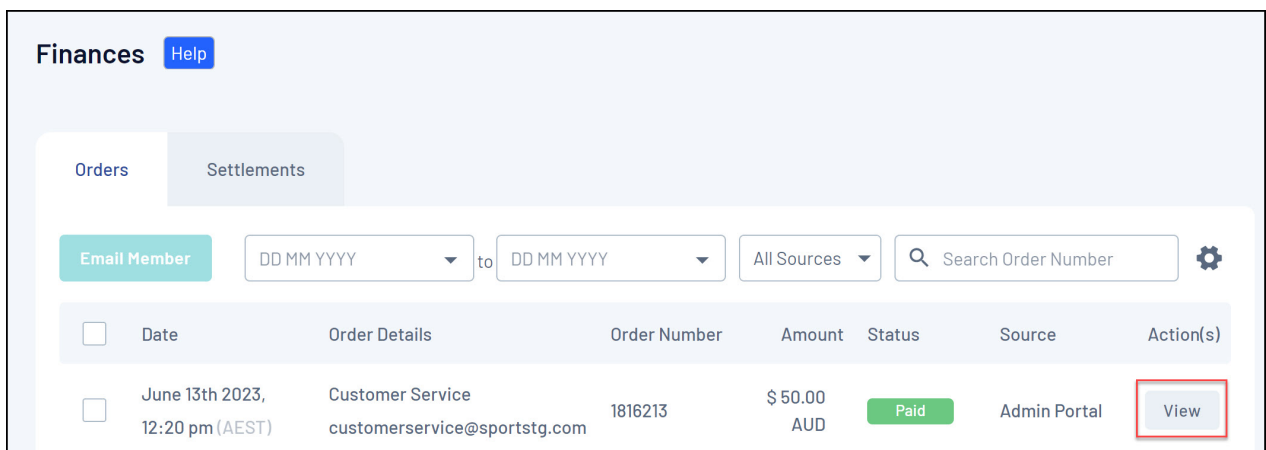 Finances Help
Orders Settlements
Email Member DD MM YYYY to DD MM YYYY All Sources Search Order Number
Date Order Details Order Number Amount Status Source Action(s)
June 13th 2023, Customer Service $ 50.00
1816213 Paid Admin Portal View
12:20 pm (AEST) customerservice@sportstg.com AUD